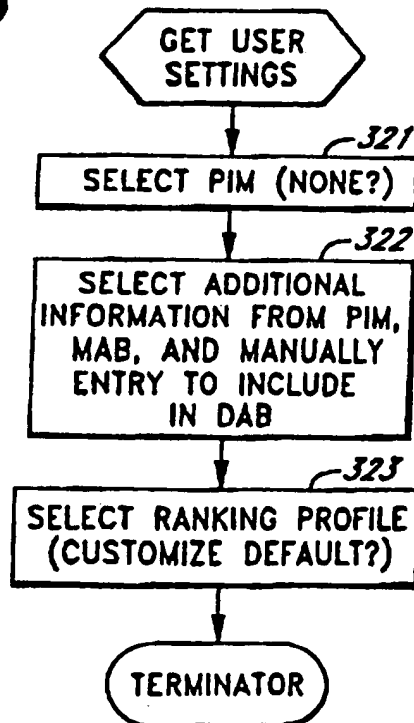 GET USER
SETTINGS
321
SELECT PIM (NONE?)
322
SELECT ADDITIONAL
INFORMATION FROM PIM,
MAB, AND MANUALLY
ENTRY TO INCLUDE
IN DAB
323
SELECT RANKING PROFILE
(CUSTOMIZE DEFAULT?)
TERMINATOR